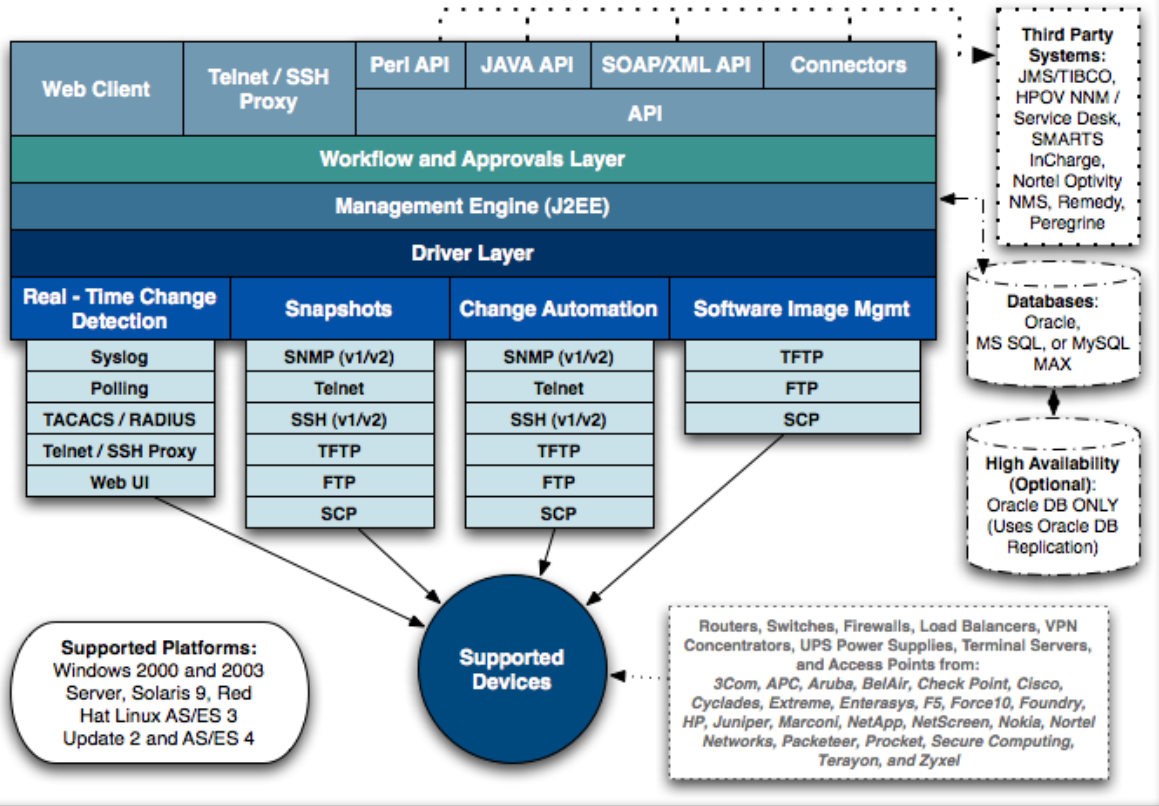 Web Client
Telnet / SSH
Proxy
Perl API
JAVA API
SOAP/XML API
Connectors
API
Workflow and Approvals Layer
Management Engine (J2EE)
Driver Layer
Real - Time Change
Detection
Snapshots
Change Automation
Software Image Mgmt
Syslog
Polling
TACACS / RADIUS
Telnet / SSH Proxy
Web UI
SNMP (v1/v2)
Telnet
SSH (v1/v2)
TFTP
FTP
SCP
SNMP (v1/v2)
Telnet
SSH (v1/v2)
TFTP
FTP
SCP
TFTP
FTP
SCP
Third Party
Systems:
JMS/TIBCO,
HPOV NNM /
Service Desk,
SMARTS
InCharge,
Nortel Optivity
NMS, Remedy,
Peregrine
Databases:
Oracle,
MS SQL, or MySQL
MAX
High Availability
(Optional):
Oracle DB ONLY
(Uses Oracle DB
Replication)
Supported Platforms:
Windows 2000 and 2003
Server, Solaris 9, Red
Hat Linux AS/ES 3
Update 2 and AS/ES 4
Supported
Devices
Routers, Switches, Firewalls, Load Balancers, VPN
Concentrators, UPS Power Supplies, Terminal Servers,
and Access Points from:
3Com, APC, Aruba, BelAir, Check Point, Cisco,
Cyclades, Extreme, Enterasys, F5, Force10, Foundry,
HP, Juniper, Marconi, NetApp, NetScreen, Nokia, Nortel
Networks, Packeteer, Procket, Secure Computing,
Terayon, and Zyxel